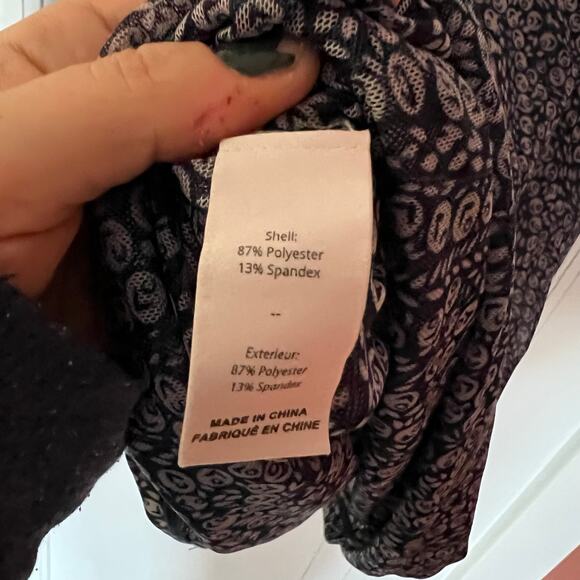 Shell:
87% Polyester
13% Spandex
--
Exterieur:
87% Polyester
13% Spandex
MADE IN CHINA
FABRIQUÉ EN CHINE